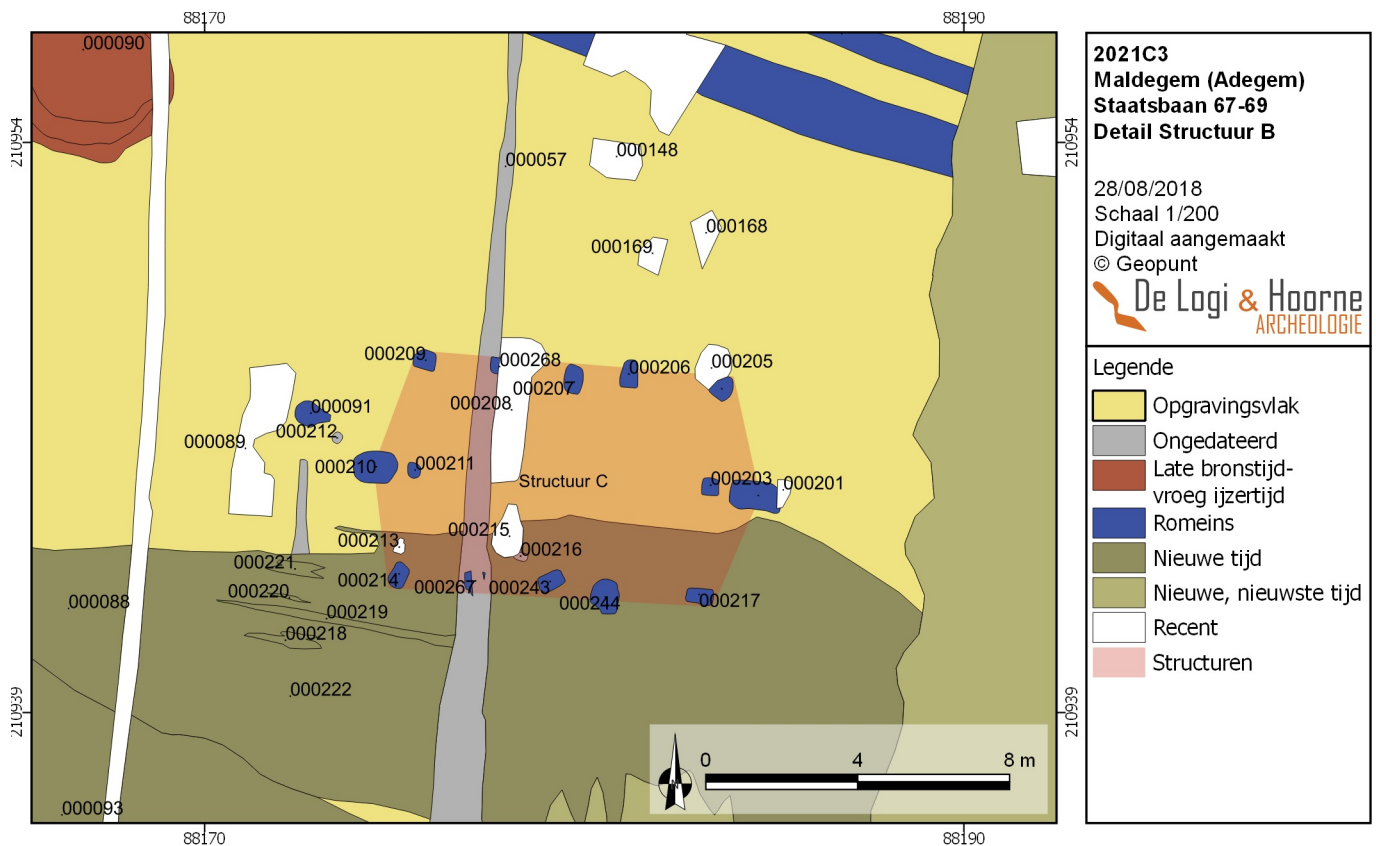 88170
88190
000090
210954
000057
000148
210954
000168
000169
000209
000268
000206
000205
000207
000091
000208
000212
000089
000210
000211
000203
000201
Structuur C
000215
000213
000216
000221
000214
000267
000243
000220
000244
000217
000088
000219
000218
000222
210939
210939
0
4
8 m
000093
88170
88190
2021C3
Maldegem (Adegem)
Staatsbaan 67-69
Detail Structuur B
28/08/2018
Schaal 1/200
Digitaal aangemaakt
© Geopunt
De Logi & Hoorne
ARCHEOLOGIE
Legende
Opgravingsvlak
Ongedateerd
Late bronstijd-
vroeg ijzertijd
Romeins
Nieuwe tijd
Nieuwe, nieuwste tijd
Recent
Structuren